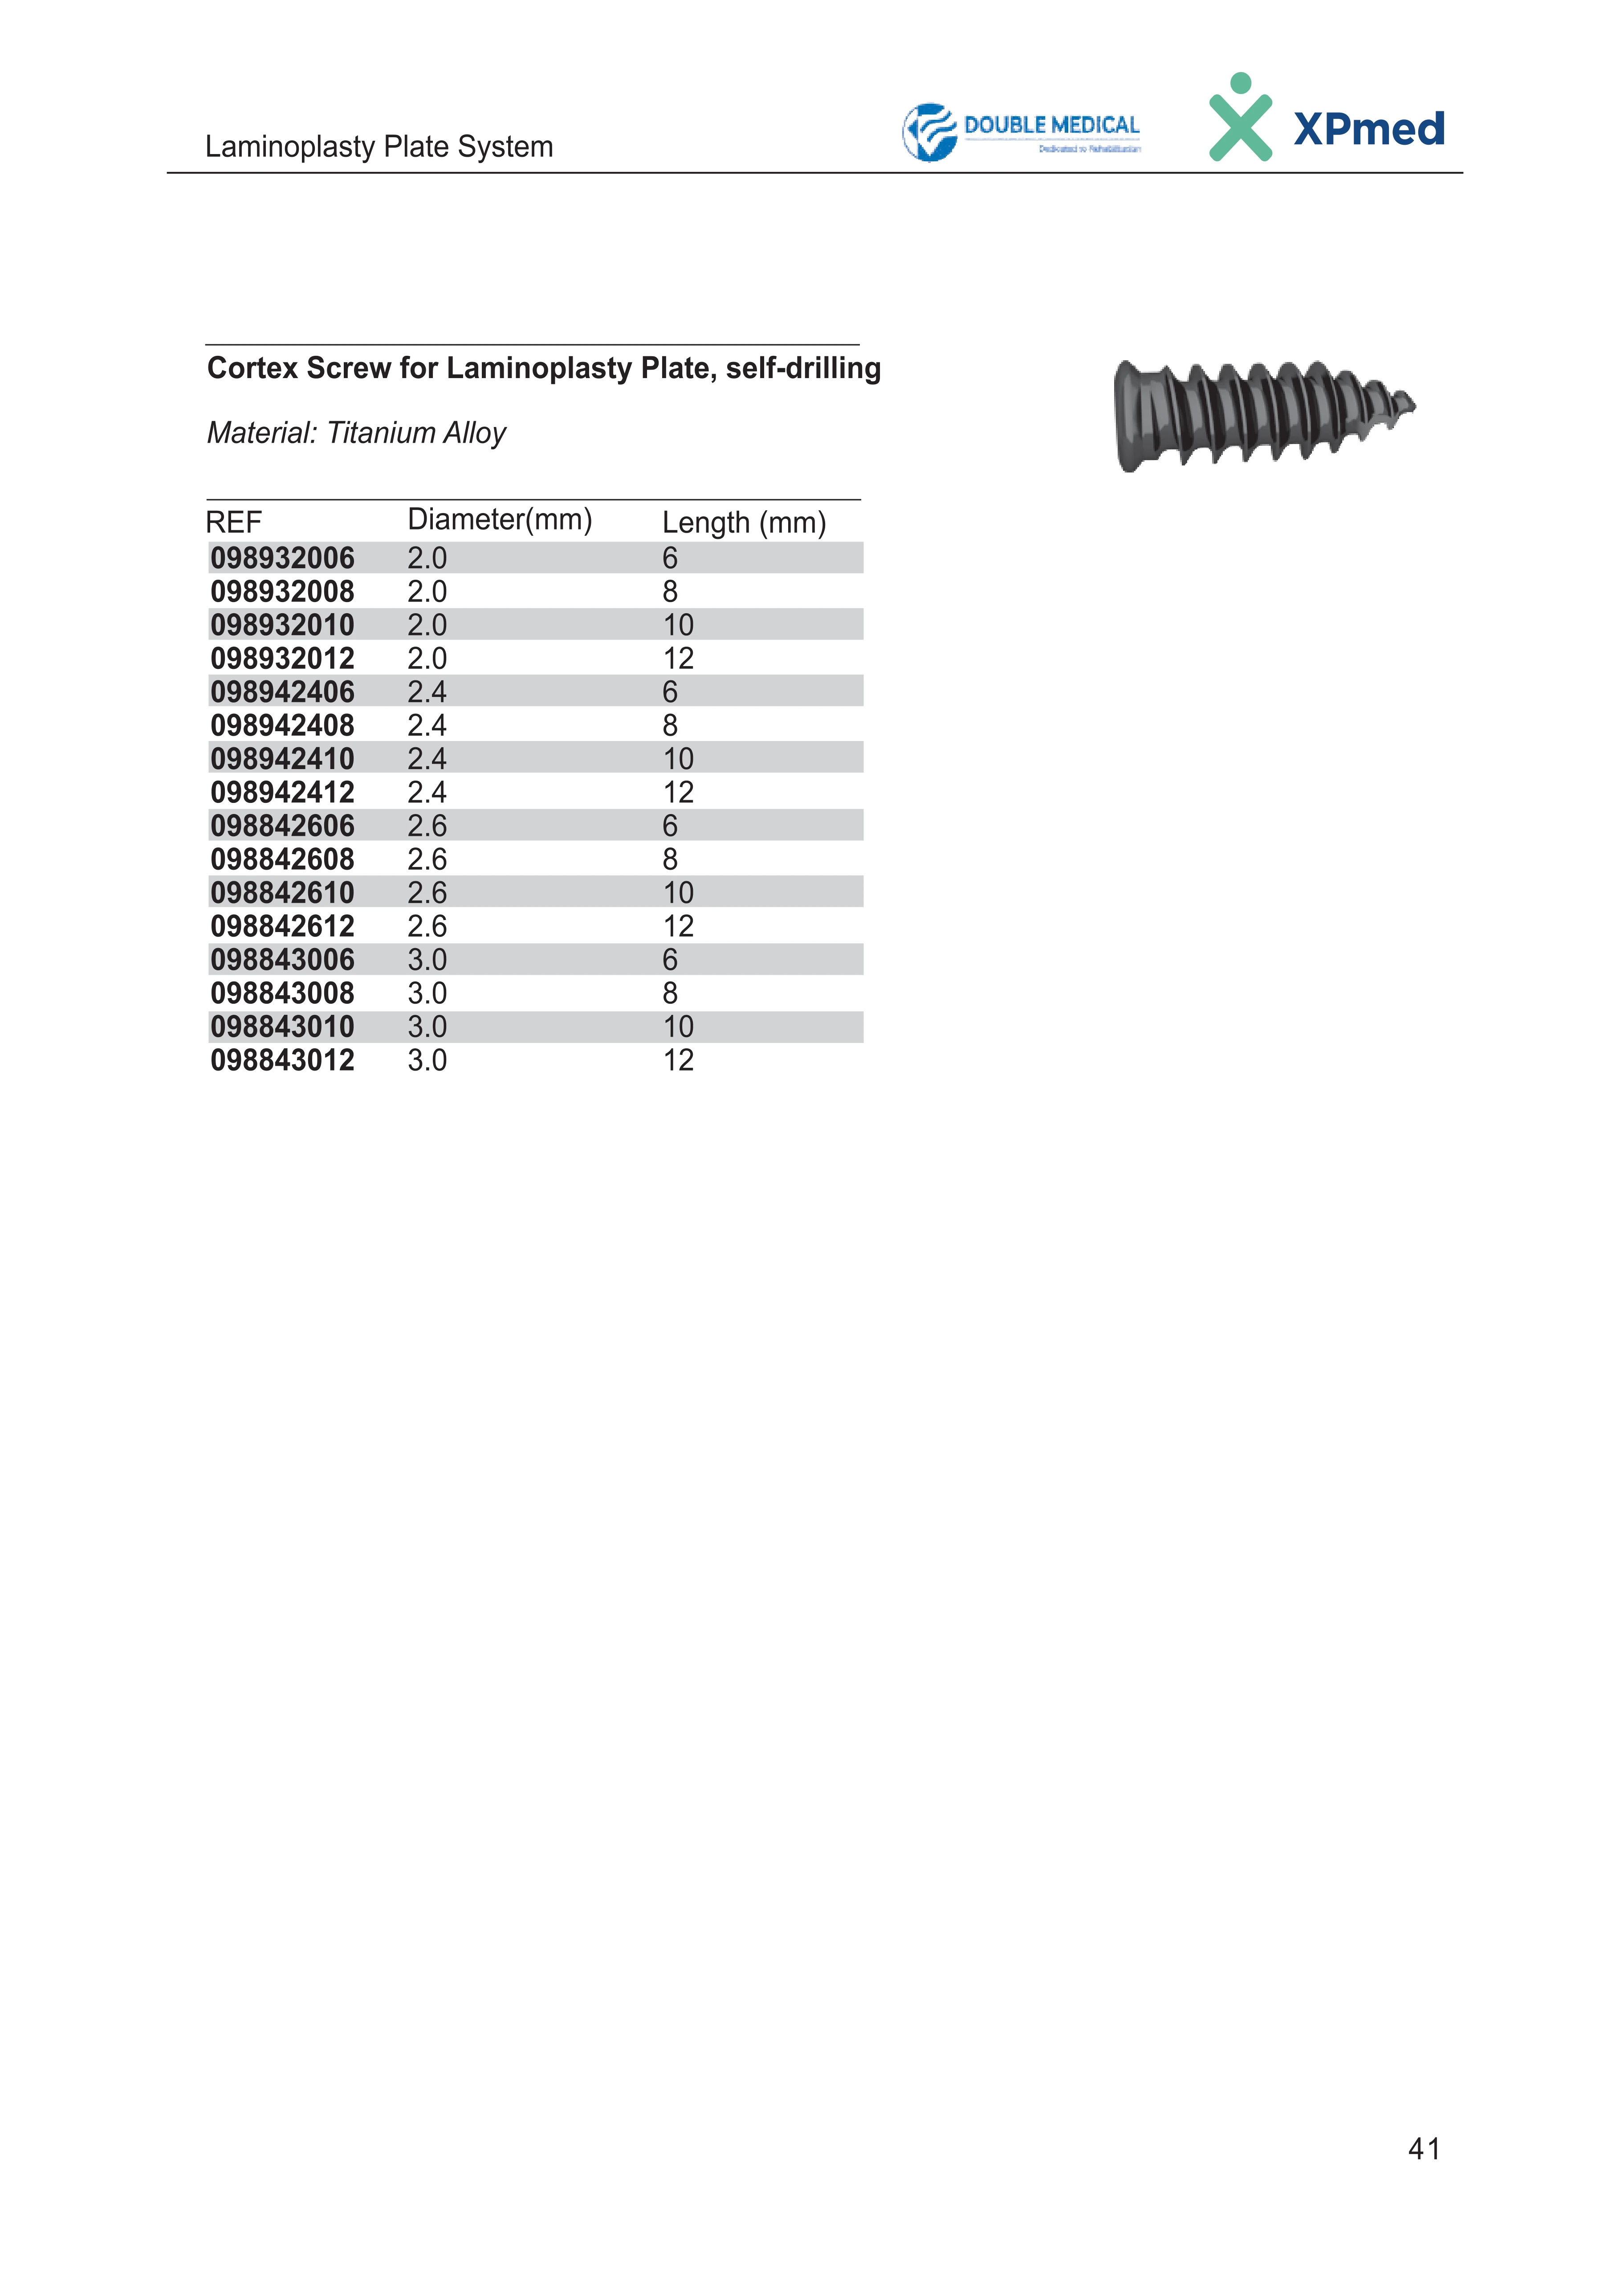 Laminoplasty Plate System
DOUBLE MEDICAL
Dedicated to Rehabilitation
XPmed
Cortex Screw for Laminoplasty Plate, self-drilling
Material: Titanium Alloy
REF Diameter(mm) Length (mm)
098932006 2.0 6
098932008 2.0 8
098932010 2.0 10
098932012 2.0 12
098942406 2.4 6
098942408 2.4 8
098942410 2.4 10
098942412 2.4 12
098842606 2.6 6
098842608 2.6 8
098842610 2.6 10
098842612 2.6 12
098843006 3.0 6
098843008 3.0 8
098843010 3.0 10
098843012 3.0 12
41